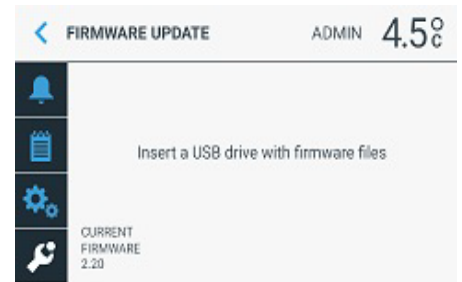 FIRMWARE UPDATE ADMIN 4.5°C
Insert a USB drive with firmware files
CURRENT
FIRMWARE
2.20